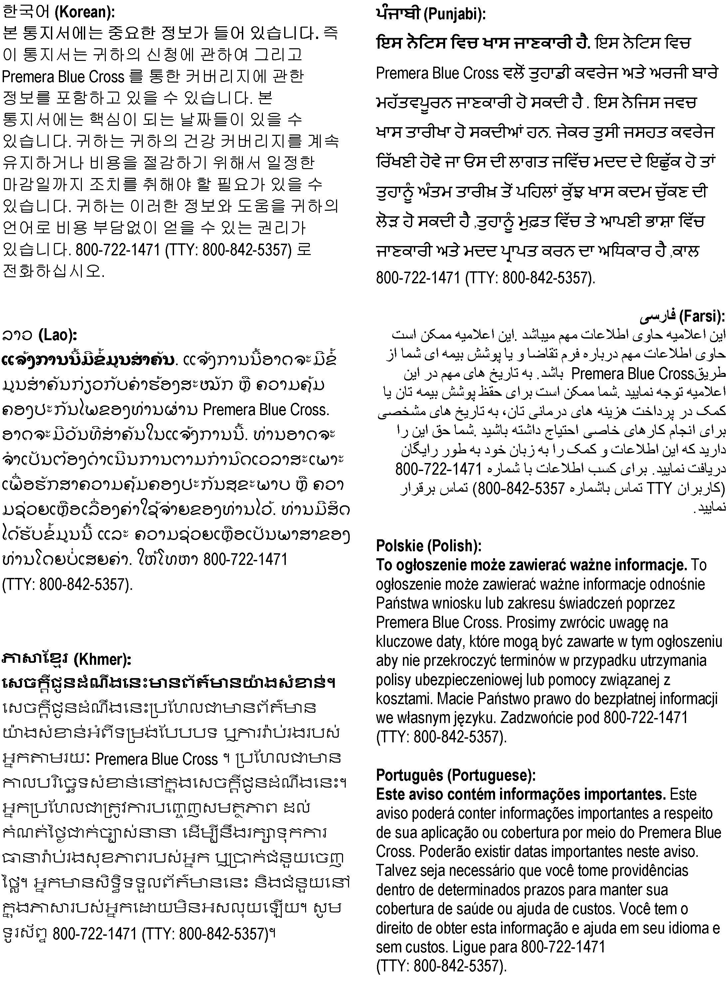 한국어 (Korean):
본 통지서에는 중요한 정보가 들어 있습니다. 즉
이 통지서는 귀하의 신청에 관하여 그리고
Premera Blue Cross 를 통한 커버리지에 관한
정보를 포함하고 있을 수 있습니다. 본
통지서에는 핵심이 되는 날짜들이 있을 수
있습니다. 귀하는 귀하의 건강 커버리지를 계속
유지하거나 비용을 절감하기 위해서 일정한
마감일까지 조치를 취해야 할 필요가 있을 수
있습니다. 귀하는 이러한 정보와 도움을 귀하의
언어로 비용 부담없이 얻을 수 있는 권리가
있습니다. 800-722-1471 (TTY: 800-842-5357) 로
전화하십시오.
ລາວ (Lao):
ແຈ້ງການນີ້ມີຂໍ້ມູນສຳຄັນ. ແຈ້ງການນີ້ອາດຈະມີຂໍ້
ມູນສຳຄັນກ່ຽວກັບຄຳຮ້ອງສະໝັກ ຫຼື ຄວາມຄຸ້ມ
ຄອງປະກັນໄພຂອງທ່ານຜ່ານ Premera Blue Cross.
ອາດຈະມີວັນທີສຳຄັນໃນແຈ້ງການນີ້. ທ່ານອາດຈະ
ຈຳເປັນຕ້ອງດຳເນີນການຕາມກຳນົດເວລາສະເພາະ
ເພື່ອຮັກສາຄວາມຄຸ້ມຄອງປະກັນສຸຂະພາບ ຫຼື ຄວາ
ມຊ່ວຍເຫຼືອເລື່ອງຄ່າໃຊ້ຈ່າຍຂອງທ່ານໄວ້. ທ່ານມີສິດ
ໄດ້ຮັບຂໍ້ມູນນີ້ ແລະ ຄວາມຊ່ວຍເຫຼືອເປັນພາສາຂອງ
ທ່ານໂດຍບໍ່ເສຍຄ່າ. ໃຫ້ໂທຫາ 800-722-1471
(TTY: 800-842-5357).
ភាសាខ្មែរ (Khmer):
សេចក្តីជូនដំណឹងនេះមានព័ត៌មានយ៉ាងសំខាន់។
សេចក្តីជូនដំណឹងនេះប្រហែលជាមានព័ត៌មាន
យ៉ាងសំខាន់អំពីទម្រង់បែបបទ ឬការរ៉ាប់រងរបស់
អ្នកតាមរយៈ Premera Blue Cross ។ ប្រហែលជាមាន
កាលបរិច្ឆេទសំខាន់នៅក្នុងសេចក្តីជូនដំណឹងនេះ។
អ្នកប្រហែលជាត្រូវការបញ្ចេញសមត្ថភាព ដល់
កំណត់ថ្ងៃជាក់ច្បាស់នានា ដើម្បីនឹងរក្សាទុកការ
ធានារ៉ាប់រងសុខភាពរបស់អ្នក ឬប្រាក់ជំនួយចេញ
ថ្លៃ។ អ្នកមានសិទ្ធិទទួលព័ត៌មាននេះ និងជំនួយនៅ
ក្នុងភាសារបស់អ្នកដោយមិនអសលុយឡើយ។ សូម
ទូរស័ព្ទ 800-722-1471 (TTY: 800-842-5357)។
ਪੰਜਾਬੀ (Punjabi):
ਇਸ ਨੋਟਿਸ ਵਿਚ ਖਾਸ ਜਾਣਕਾਰੀ ਹੈ. ਇਸ ਨੋਟਿਸ ਵਿਚ
Premera Blue Cross ਵਲੋਂ ਤੁਹਾਡੀ ਕਵਰੇਜ ਅਤੇ ਅਰਜੀ ਬਾਰੇ
ਮਹੱਤਵਪੂਰਨ ਜਾਣਕਾਰੀ ਹੋ ਸਕਦੀ ਹੈ . ਇਸ ਨੋਜਿਸ ਜਵਚ
ਖਾਸ ਤਾਰੀਖਾ ਹੋ ਸਕਦੀਆਂ ਹਨ. ਜੇਕਰ ਤੁਸੀ ਜਸਹਤ ਕਵਰੇਜ
ਰਿੱਖਣੀ ਹੋਵੇ ਜਾ ਓਸ ਦੀ ਲਾਗਤ ਜਵਿੱਚ ਮਦਦ ਦੇ ਇਛੁੱਕ ਹੋ ਤਾਂ
ਤੁਹਾਨੂੰ ਅੰਤਮ ਤਾਰੀਖ਼ ਤੋਂ ਪਹਿਲਾਂ ਕੁੱਝ ਖਾਸ ਕਦਮ ਚੁੱਕਣ ਦੀ
ਲੋੜ ਹੋ ਸਕਦੀ ਹੈ ,ਤੁਹਾਨੂੰ ਮੁਫ਼ਤ ਵਿੱਚ ਤੇ ਆਪਣੀ ਭਾਸ਼ਾ ਵਿੱਚ
ਜਾਣਕਾਰੀ ਅਤੇ ਮਦਦ ਪ੍ਰਾਪਤ ਕਰਨ ਦਾ ਅਧਿਕਾਰ ਹੈ ,ਕਾਲ
800-722-1471 (TTY: 800-842-5357).
فارسی (Farsi):
این اعلامیه حاوی اطلاعات مهم میباشد .این اعلامیه ممکن است
حاوی اطلاعات مهم درباره فرم تقاضا و یا پوشش بیمه ای شما از
طریقPremera Blue Cross باشد. به تاریخ های مهم در این
اعلامیه توجه نمایید .شما ممکن است برای حقظ پوشش بیمه تان یا
کمک در پرداخت هزینه های درمانی تان، به تاریخ های مشخصی
برای انجام کارهای خاصی احتیاج داشته باشید .شما حق این را
دارید که این اطلاعات و کمک را به زبان خود به طور رایگان
دریافت نمایید. برای کسب اطلاعات با شماره 800-722-1471
(کاربران TTY تماس باشماره 800-842-5357) تماس برقرار
نمایید.
Polskie (Polish):
To ogłoszenie może zawierać ważne informacje. To
ogłoszenie może zawierać ważne informacje odnośnie
Państwa wniosku lub zakresu świadczeń poprzez
Premera Blue Cross. Prosimy zwrócic uwagę na
kluczowe daty, które mogą być zawarte w tym ogłoszeniu
aby nie przekroczyć terminów w przypadku utrzymania
polisy ubezpieczeniowej lub pomocy związanej z
kosztami. Macie Państwo prawo do bezpłatnej informacji
we własnym języku. Zadzwońcie pod 800-722-1471
(TTY: 800-842-5357).
Português (Portuguese):
Este aviso contém informações importantes. Este
aviso poderá conter informações importantes a respeito
de sua aplicação ou cobertura por meio do Premera Blue
Cross. Poderão existir datas importantes neste aviso.
Talvez seja necessário que você tome providências
dentro de determinados prazos para manter sua
cobertura de saúde ou ajuda de custos. Você tem o
direito de obter esta informação e ajuda em seu idioma e
sem custos. Ligue para 800-722-1471
(TTY: 800-842-5357).